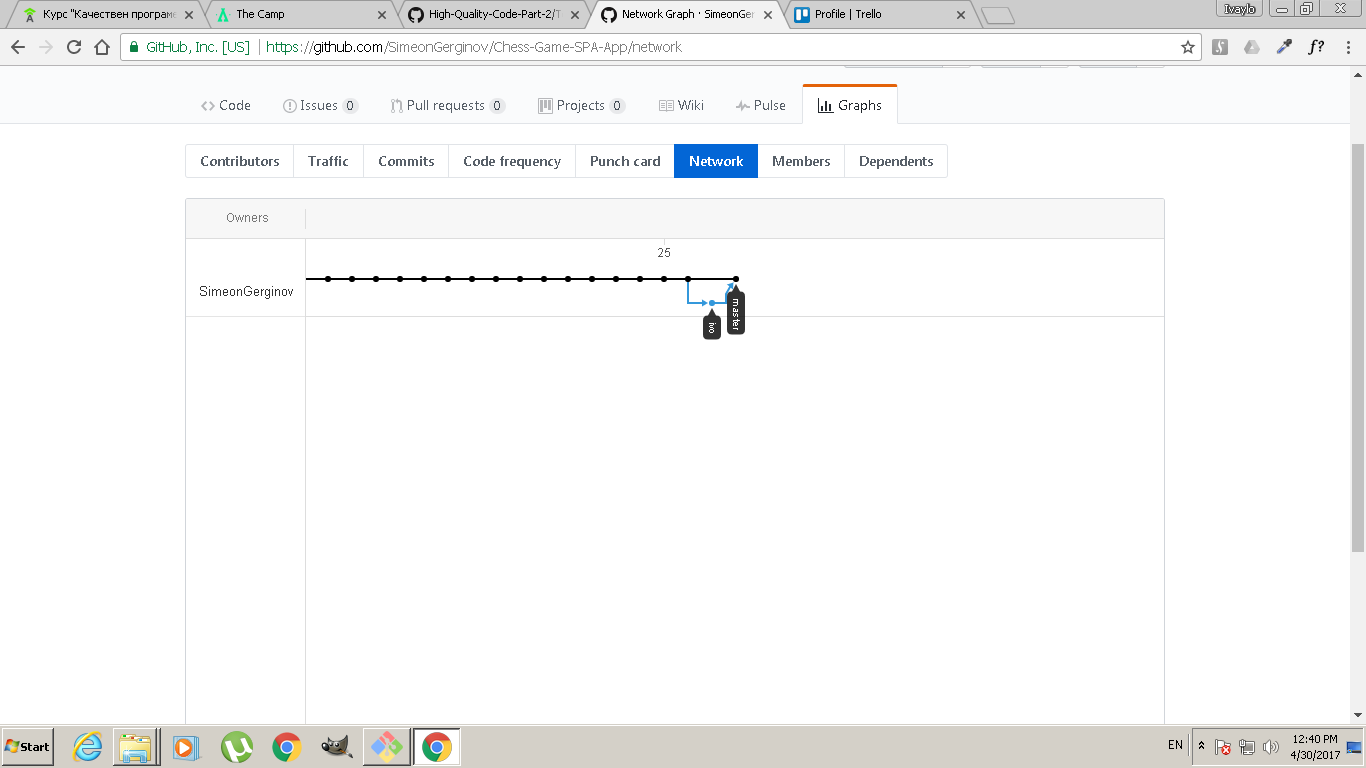 Ivaylo
Курс "Качествен програме
The Camp
High-Quality-Code-Park-2/T
Network Graph · SimeonGer
Profile | Trello
GitHub, Inc. [US]
https://github.com/SimeonGerginov/Chess-Game-SPA-App/network
f?
Code
Issues 0
Pull requests 0
Projects 0
Wiki
Pulse
Graphs
Contributors
Traffic
Commits
Code frequency
Punch card
Network
Members
Dependents
Owners
25
SimeonGerginov
ivo
master
Start
EN
12:40 PM
4/30/2017